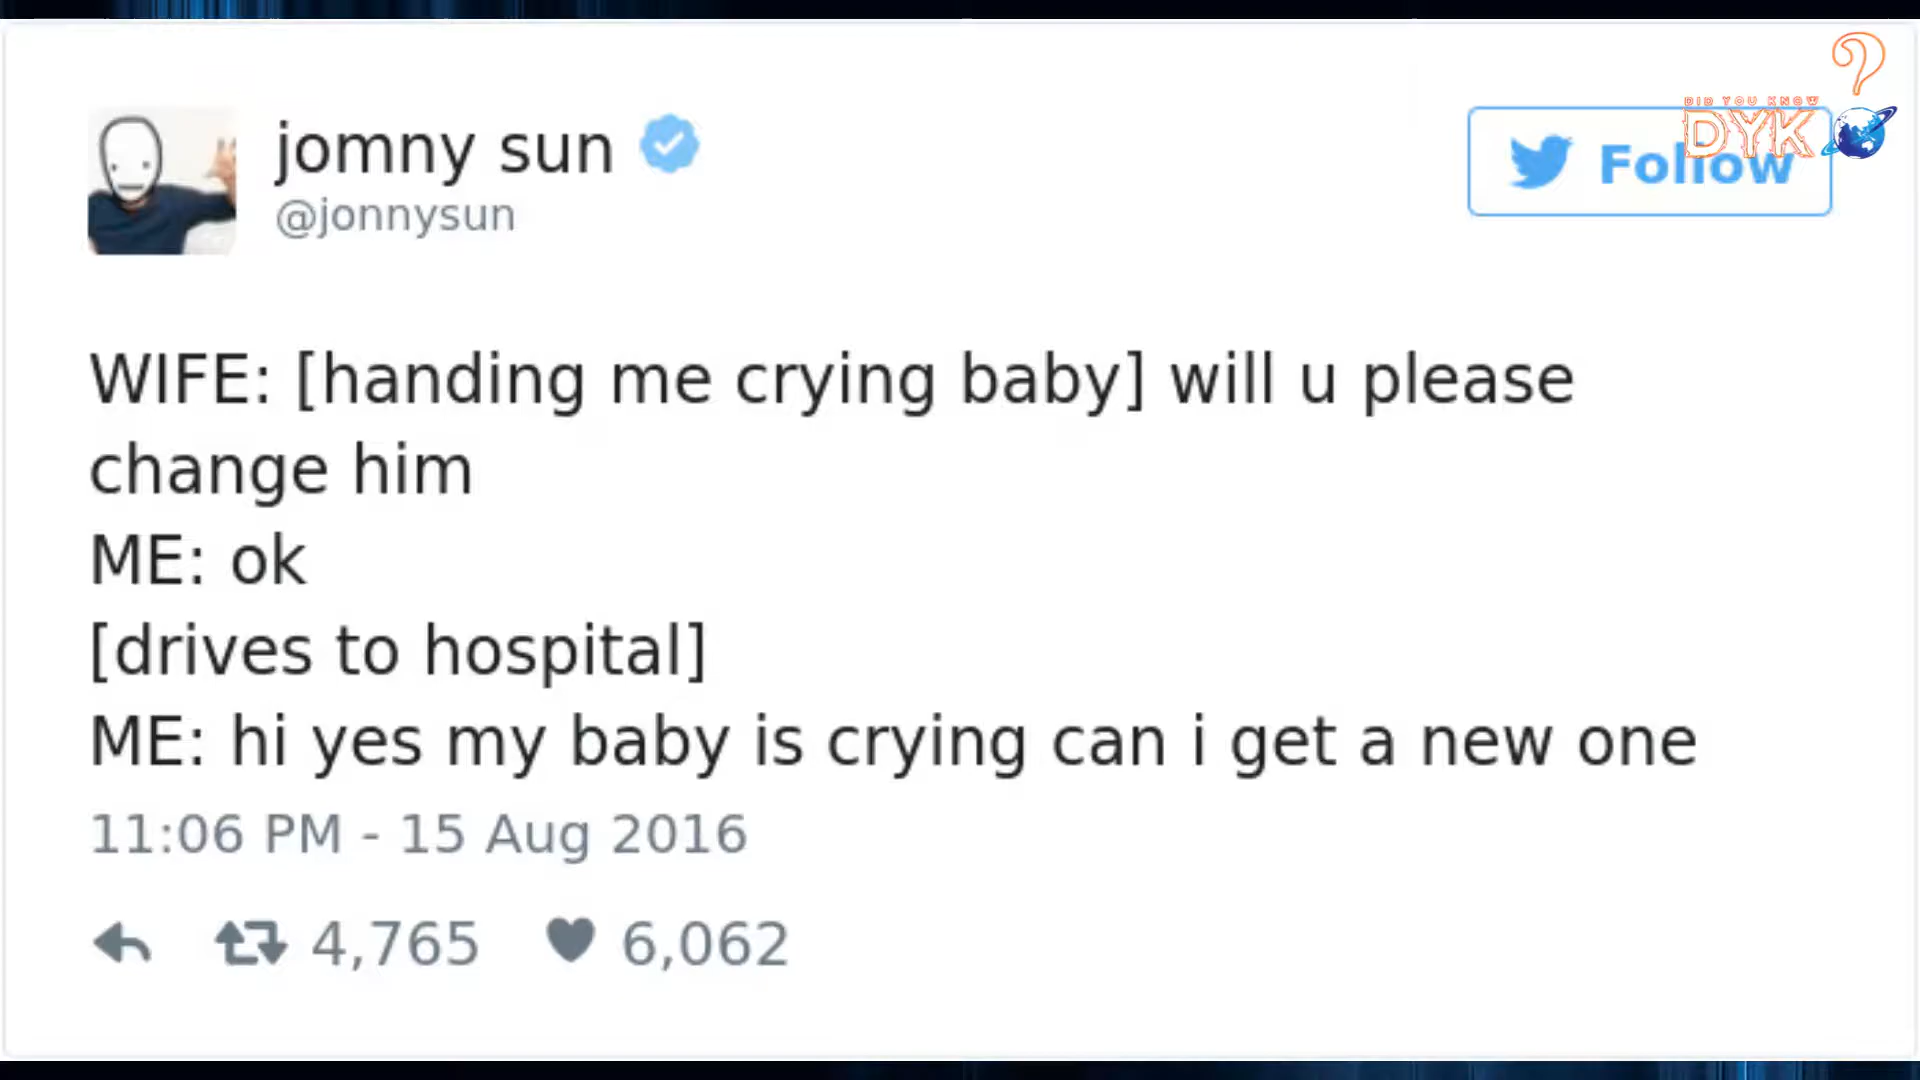 jomny sun
@jonnysun
Follow
DID YOU KNOW
DYK
?
WIFE: [handing me crying baby] will u please
change him
ME: ok
[drives to hospital]
ME: hi yes my baby is crying can i get a new one
11:06 PM - 15 Aug 2016
4,765 6,062